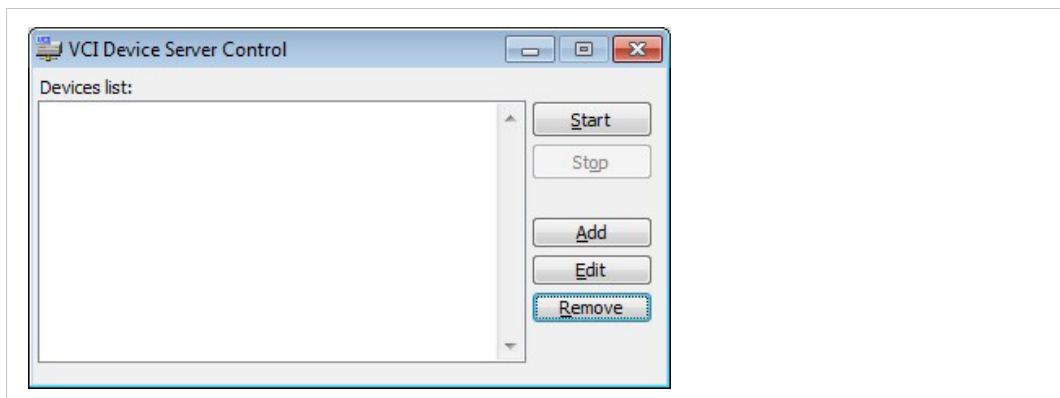 VCI Device Server Control
Devices list:
Start
Stop
Add
Edit
Remove